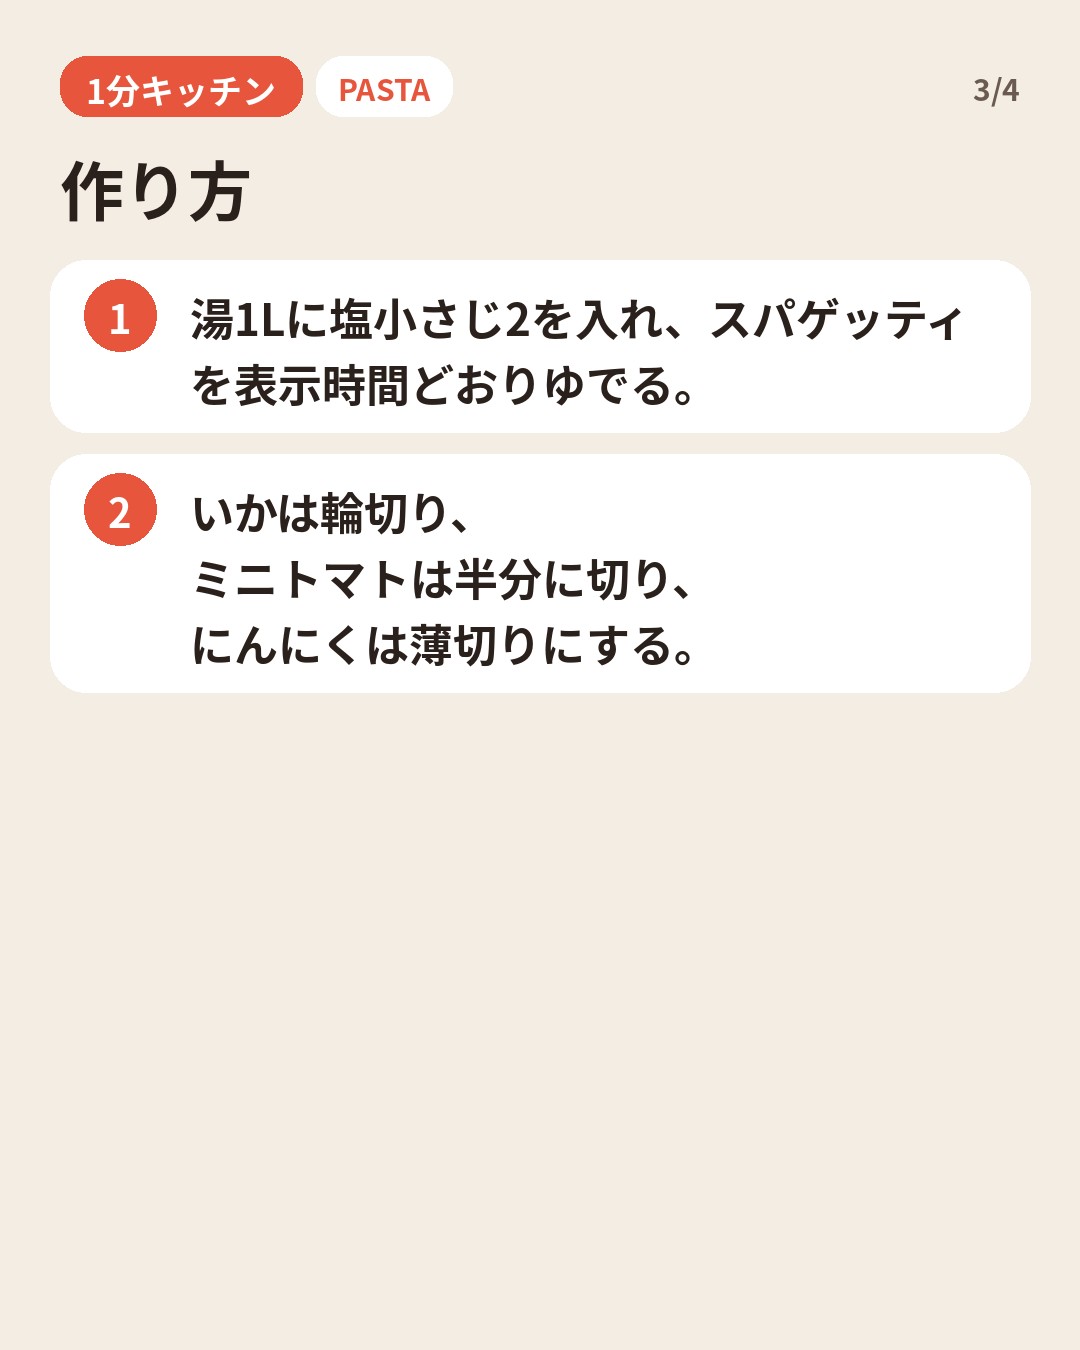 1分キッチン PASTA 3/4
作り方
1 湯1Lに塩小さじ2を入れ、スパゲッティ
を表示時間どおりゆでる。
2 いかは輪切り、
ミニトマトは半分に切り、
にんにくは薄切りにする。